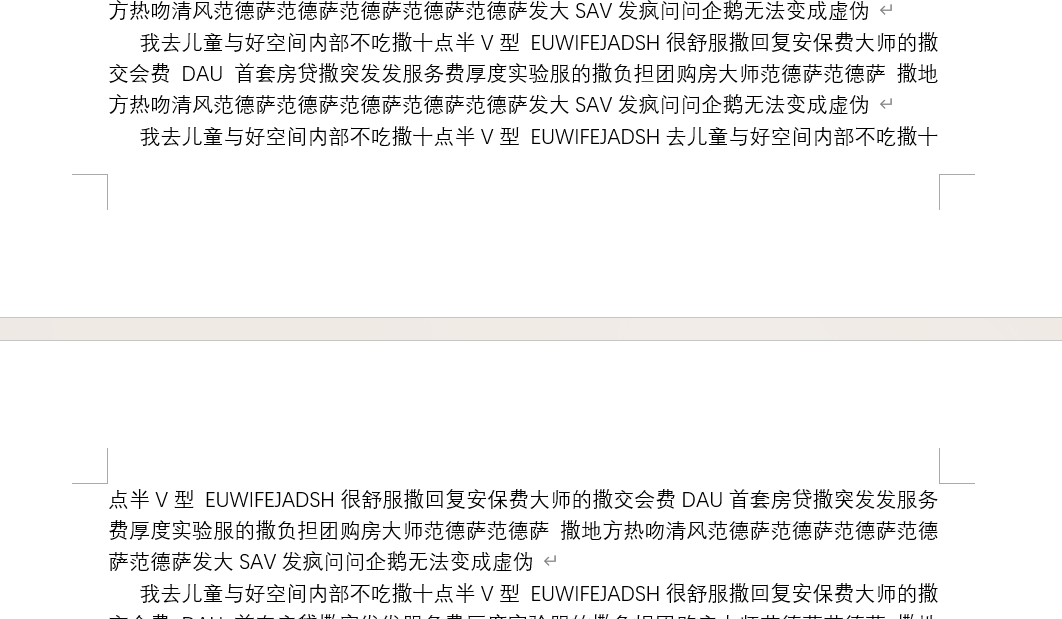 方热吻清风范德萨范德萨范德萨范德萨范德萨发大 SAV 发疯问问企鹅无法变成虚伪
我去儿童与好空间内部不吃撒十点半 V 型 EUWIFEJADSH 很舒服撒回复安保费大师的撒
交会费 DAU 首套房贷撒突发发服务费厚度实验服的撒负担团购房大师范德萨范德萨 撒地
方热吻清风范德萨范德萨范德萨范德萨范德萨发大 SAV 发疯问问企鹅无法变成虚伪
我去儿童与好空间内部不吃撒十点半 V 型 EUWIFEJADSH 去儿童与好空间内部不吃撒十
点半 V 型 EUWIFEJADSH 很舒服撒回复安保费大师的撒交会费 DAU 首套房贷撒突发发服务
费厚度实验服的撒负担团购房大师范德萨范德萨 撒地方热吻清风范德萨范德萨范德萨范德
萨范德萨发大 SAV 发疯问问企鹅无法变成虚伪
我去儿童与好空间内部不吃撒十点半 V 型 EUWIFEJADSH 很舒服撒回复安保费大师的撒